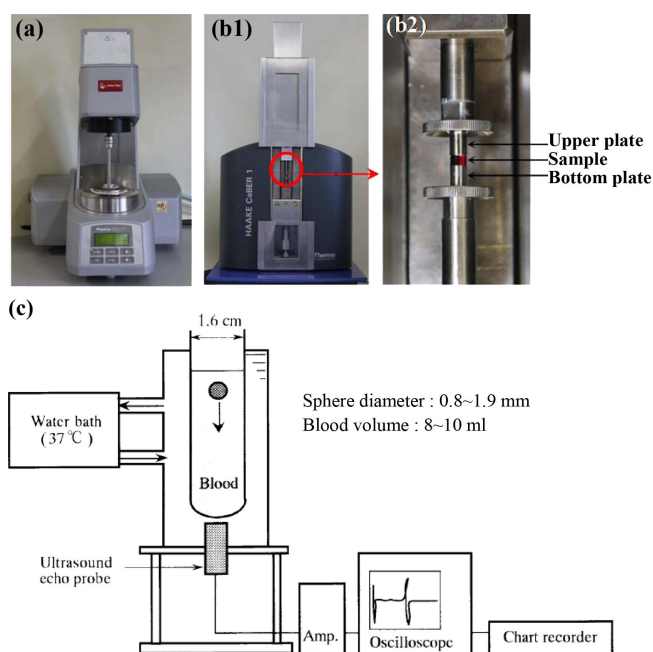 (a)
(b1)
(b2)
HAAKE CaBER 1
Thermo
Upper plate
Sample
Bottom plate
(c)
1.6 cm
Sphere diameter : 0.8~1.9 mm
Blood volume : 8~10 ml
Water bath
( 37 ℃ )
Blood
Ultrasound
echo probe
Amp.
Oscilloscope
Chart recorder